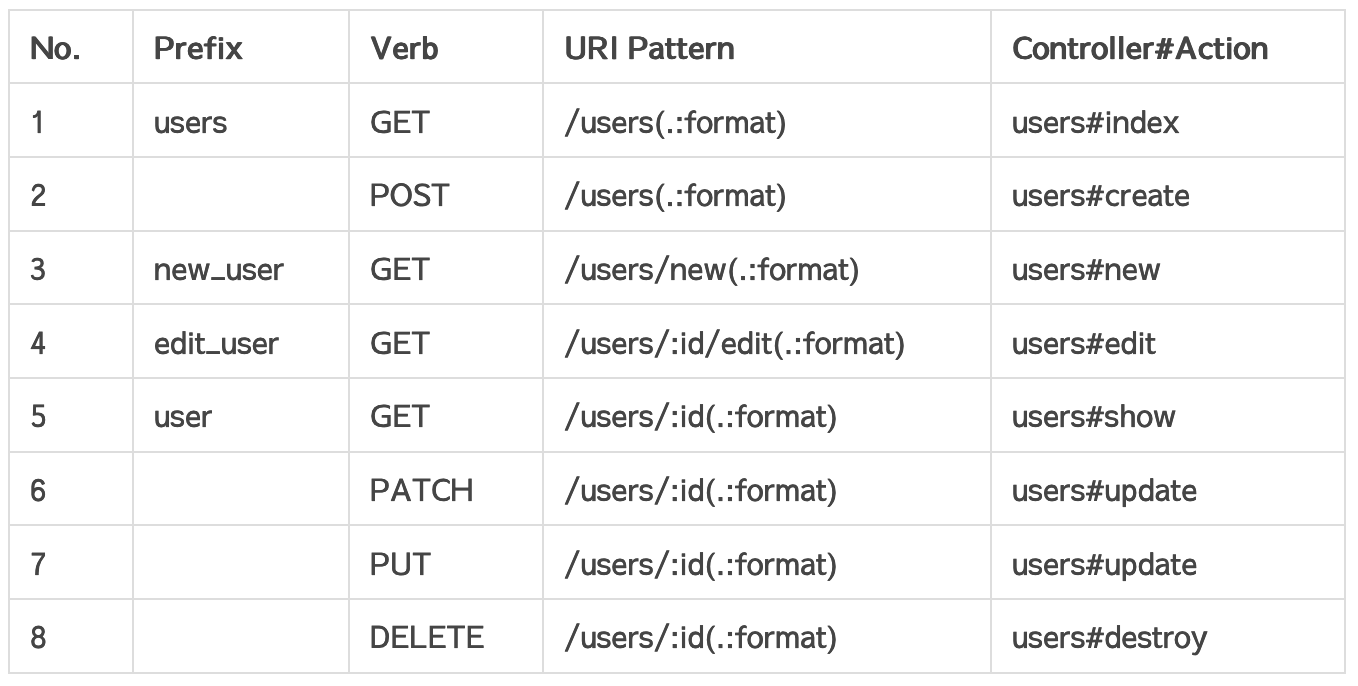 No. Prefix Verb URI Pattern Controller#Action
1 users GET /users(.:format) users#index
2 POST /users(.:format) users#create
3 new_user GET /users/new(.:format) users#new
4 edit_user GET /users/:id/edit(.:format) users#edit
5 user GET /users/:id(.:format) users#show
6 PATCH /users/:id(.:format) users#update
7 PUT /users/:id(.:format) users#update
8 DELETE /users/:id(.:format) users#destroy